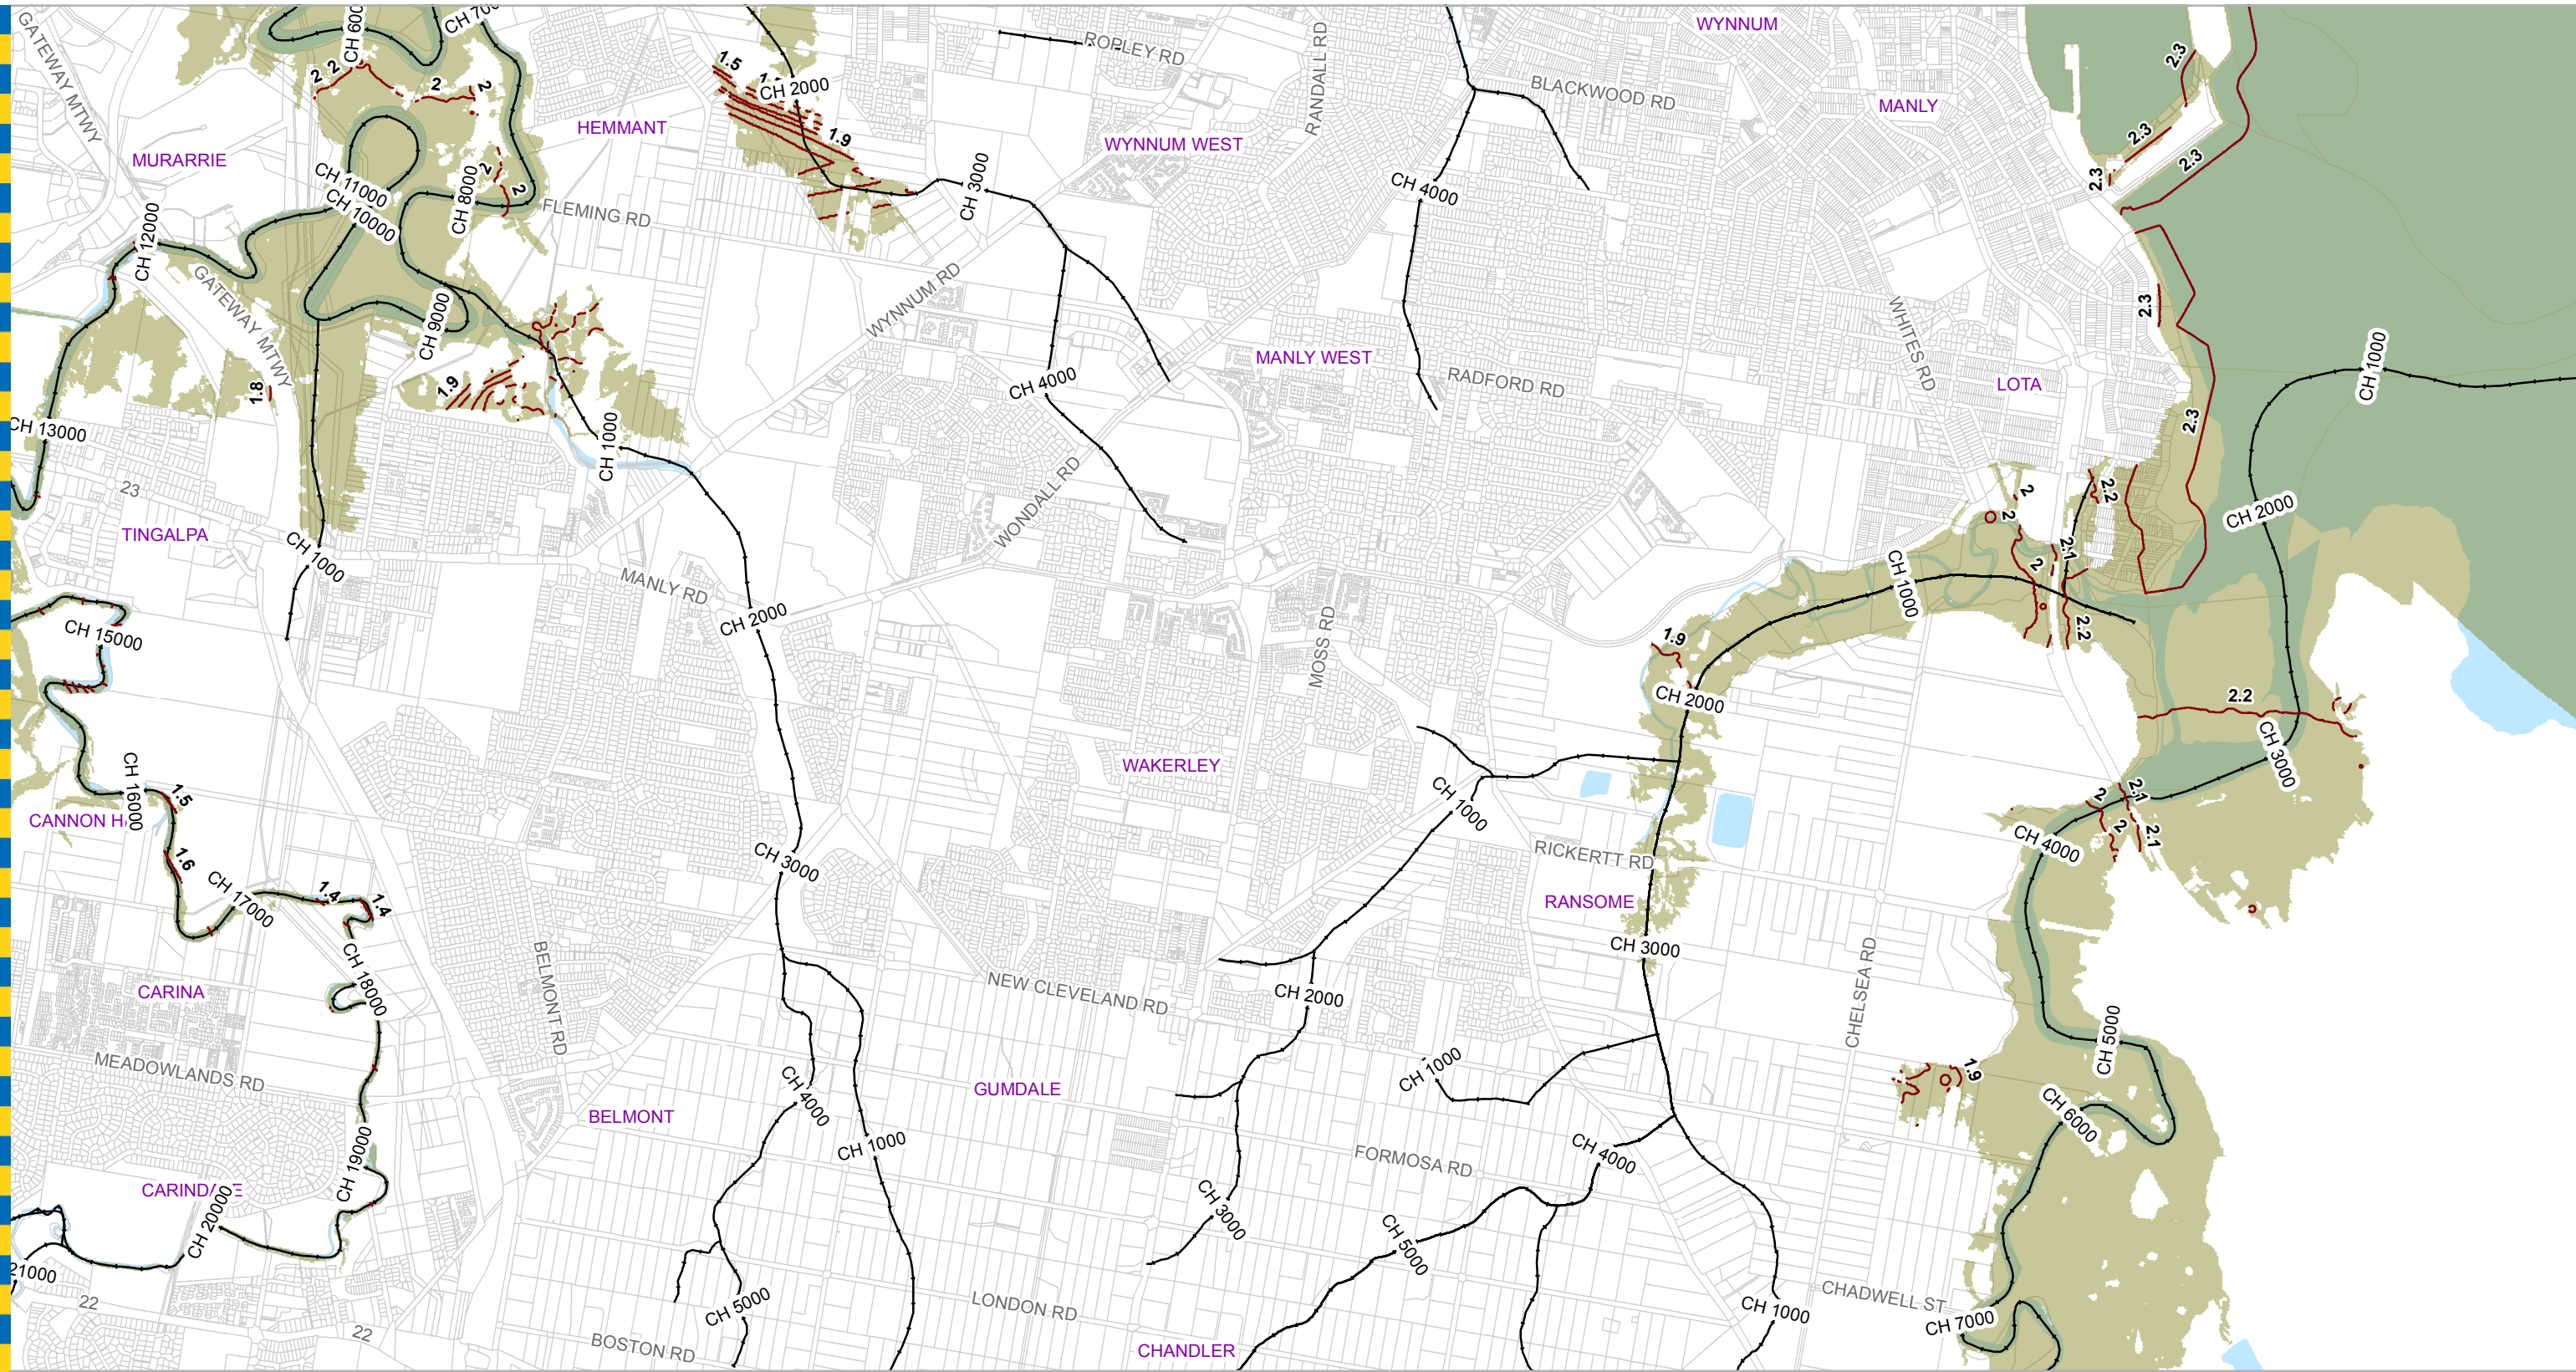 GATEWAY MTWY
CH 600
CH 700
ROPLEY RD
RANDALL RD
WYNNUM
2.3
1.5
CH 2000
2
2
2
2
BLACKWOOD RD
MANLY
HEMMANT
1.9
WYNNUM WEST
2.3
2.3
2.3
MURARRIE
CH 11000
CH 10000
CH 8000
2
2
FLEMING RD
CH 3000
CH 4000
CH 12000
GATEWAY MTWY
CH 9000
WYNNUM RD
2.3
WHITES RD
MANLY WEST
CH 4000
RADFORD RD
LOTA
CH 1000
1.8
1.9
2.3
CH 13000
CH 1000
23
WONDALL RD
2
2.2
2
CH 2000
TINGALPA
CH 1000
MANLY RD
2.1
2
CH 1000
CH 2000
MOSS RD
CH 15000
1.9
2.2
CH 2000
2.2
CH 16000
1.5
WAKERLEY
CH 1000
CH 3000
2
2.1
CANNON H
2
2.1
CH 4000
1.6
CH 3000
RICKERTT RD
CH 17000
1.4
1.4
RANSOME
CH 3000
CHELSEA RD
BELMONT RD
CH 18000
CARINA
NEW CLEVELAND RD
CH 2000
CH 5000
MEADOWLANDS RD
CH 4000
GUMDALE
CH 1000
1.9
BELMONT
CH 1000
CH 6000
CH 19000
FORMOSA RD
CH 4000
CARINDA E
CH 20000
CH 3000
CH 5000
21000
22
CH 5000
LONDON RD
CHADWELL ST
CH 1000
CH 7000
22
BOSTON RD
CHANDLER